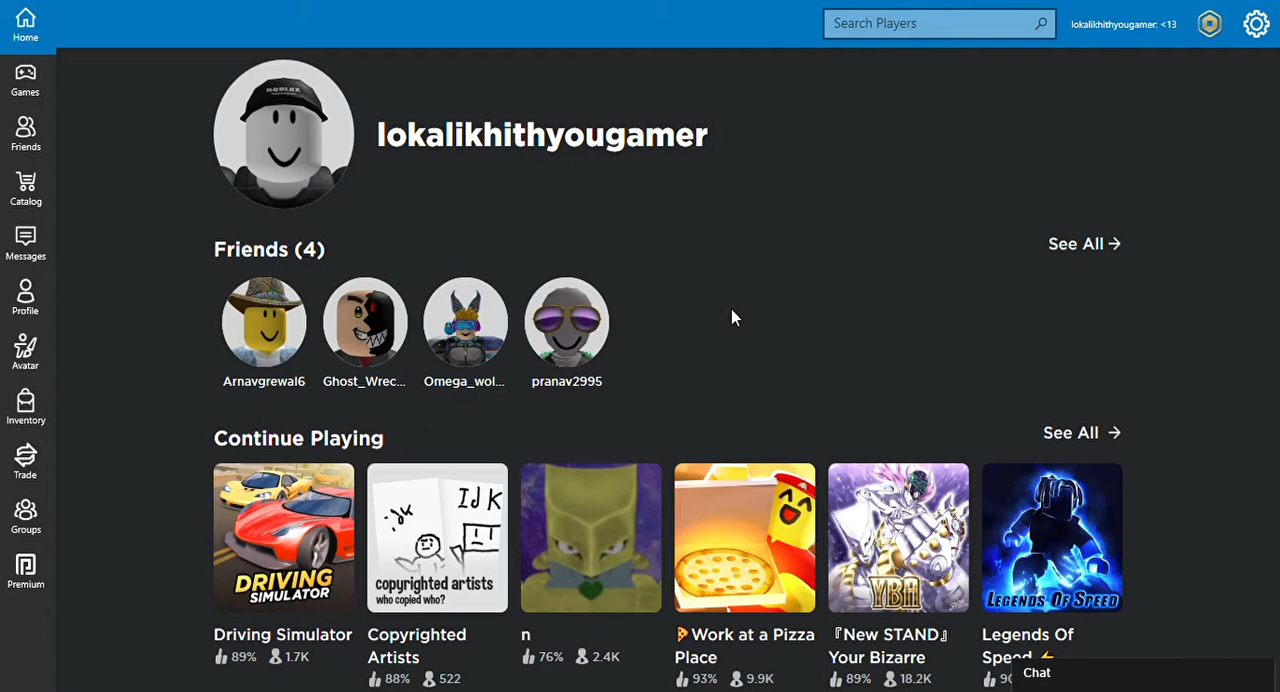 Home
Search Players
lokalikhithyougamer: <13
Games
Friends
Catalog
Messages
Profile
Avatar
Inventory
Trade
Groups
Premium
ROBLOX
lokalikhithyougamer
Friends (4)
See All →
Arnavgrewal6
Ghost_Wrec...
Omega_wol...
pranav2995
Continue Playing
See All →
DRIVING
SIMULATOR
IJK
copyrighted artists
who copied who?
YBA
LEGENDS OF SPEED
Driving Simulator
89% 1.7K
Copyrighted
Artists
88% 522
n
76% 2.4K
🍕Work at a Pizza
Place
93% 9.9K
『New STAND』
Your Bizarre
89% 18.2K
Legends Of
Speed ⚡
Chat